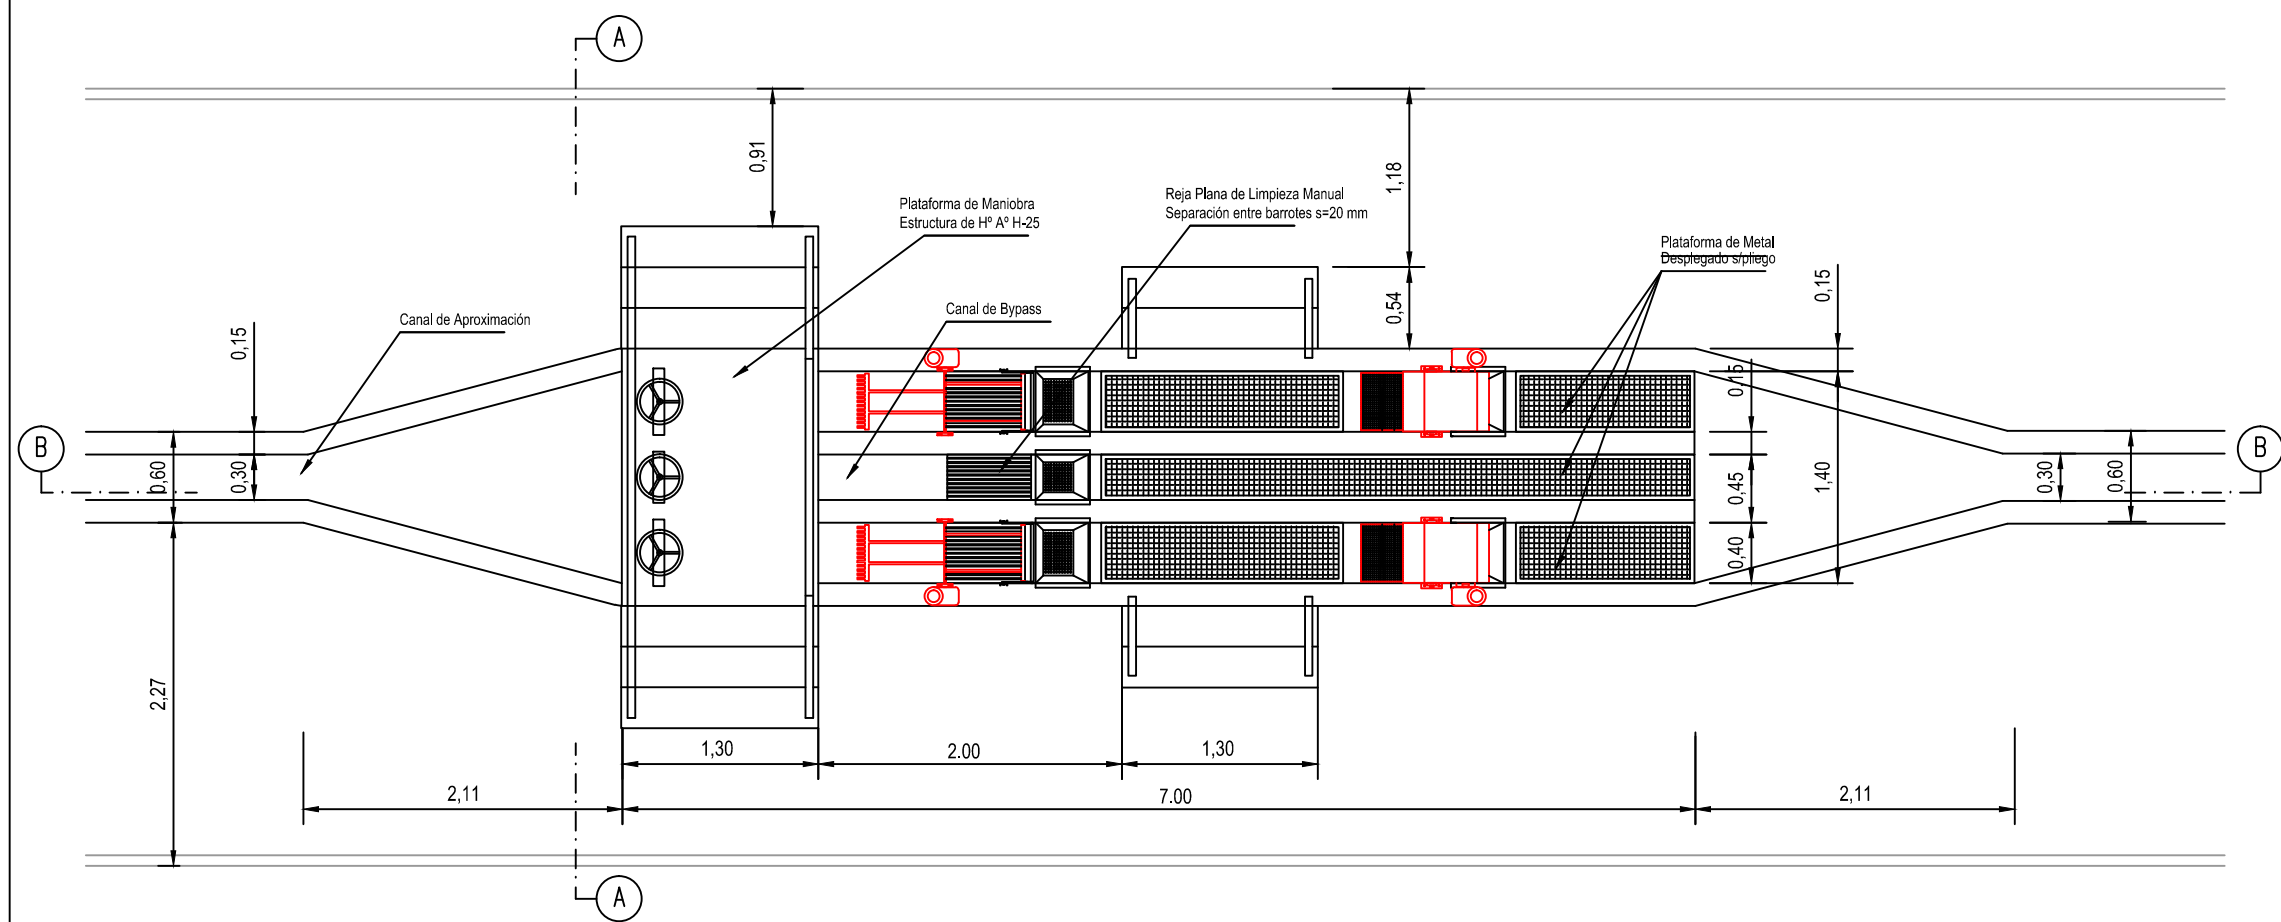 A
0,91
1,18
Plataforma de Maniobra
Estructura de Hº Aº H-25
Reja Plana de Limpieza Manual
Separación entre barrotes s=20 mm
Plataforma de Metal
Desplegado s/pliego
Canal de Aproximación
Canal de Bypass
0,15
0,54
0,15
0,15
B
0,60
0,30
0,45
1,40
0,40
0,30
0,60
B
2,27
1,30
2.00
1,30
2,11
7.00
2,11
A